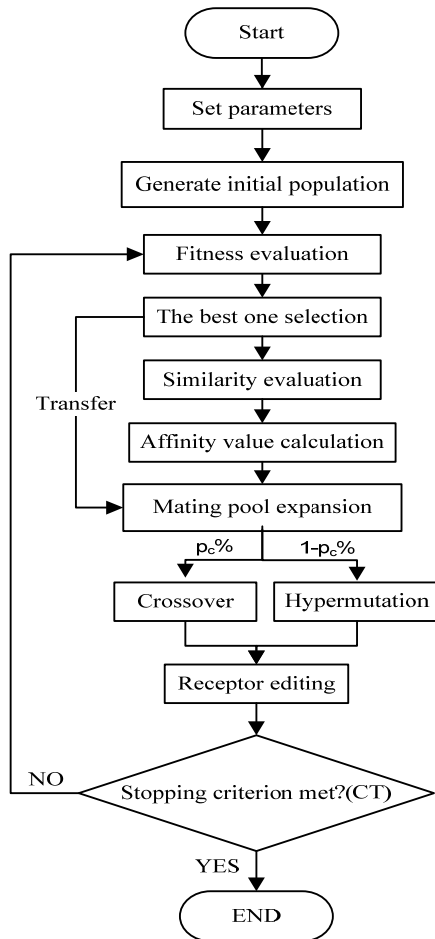 Start
Set parameters
Generate initial population
Fitness evaluation
The best one selection
Similarity evaluation
Transfer
Affinity value calculation
Mating pool expansion
pc%
1-pc%
Crossover
Hypermutation
Receptor editing
NO
Stopping criterion met?(CT)
YES
END